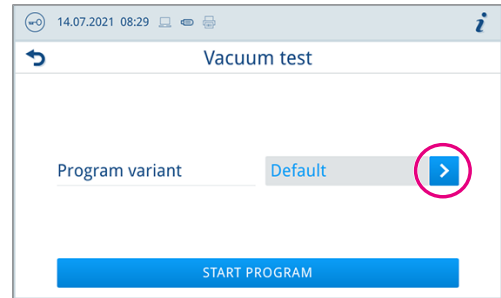 14.07.2021 08:29
i
Vacuum test
Program variant
Default
START PROGRAM